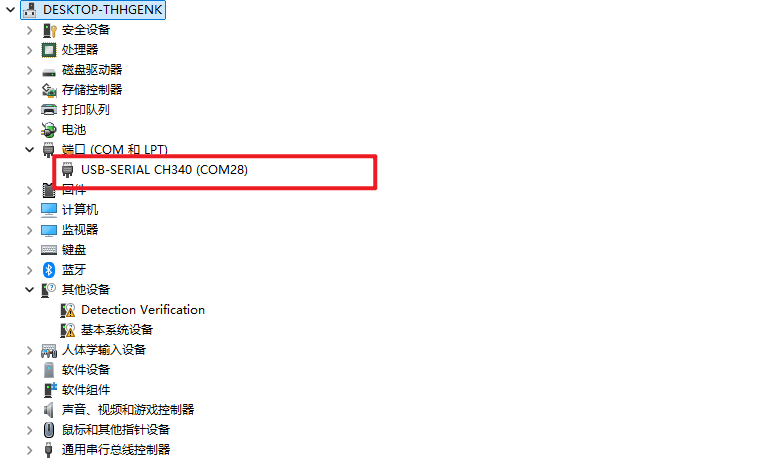 DESKTOP-THHGENK
安全设备
处理器
磁盘驱动器
存储控制器
打印队列
电池
端口 (COM 和 LPT)
USB-SERIAL CH340 (COM28)
固件
计算机
监视器
键盘
蓝牙
其他设备
Detection Verification
基本系统设备
人体学输入设备
软件设备
软件组件
声音、视频和游戏控制器
鼠标和其他指针设备
通用串行总线控制器